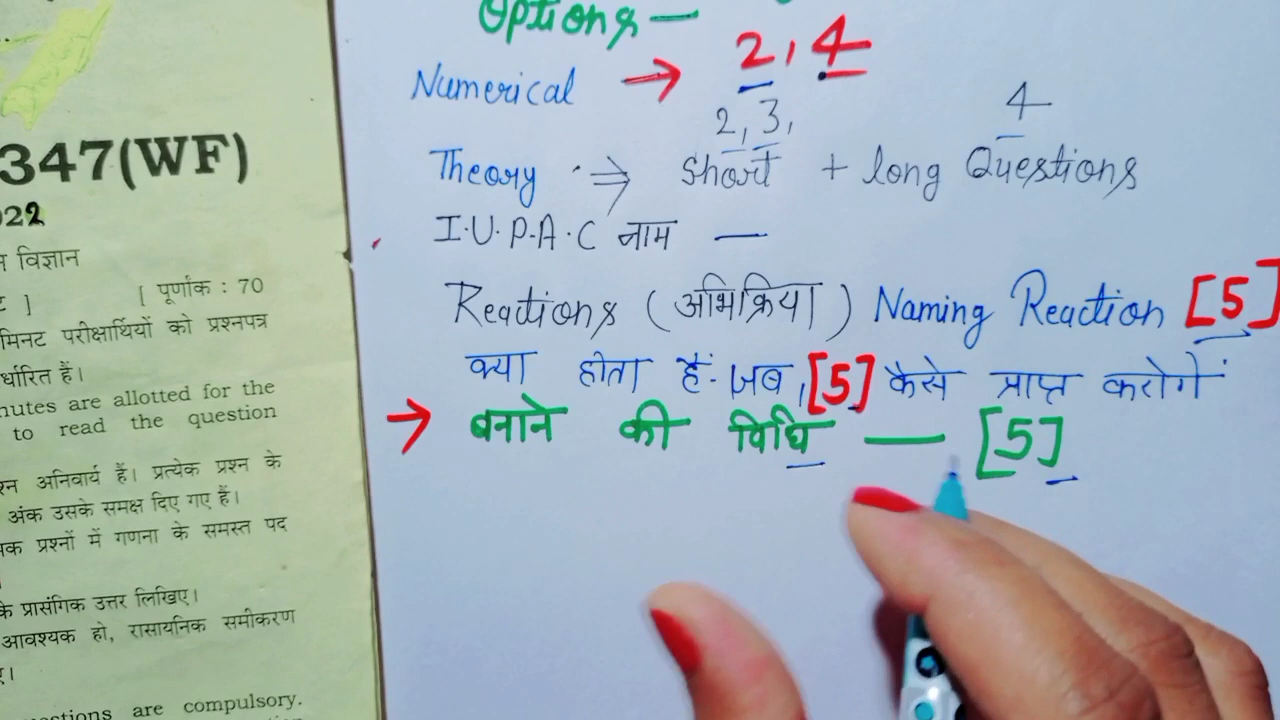 347(WF)
022
विज्ञान
] [ पूर्णांक : 70
मिनट परीक्षार्थियों को प्रश्नपत्र
र्धारित हैं।
nutes are allotted for the
to read the question
श्न अनिवार्य हैं। प्रत्येक प्रश्न के
अंक उसके समक्ष दिए गए हैं।
मक प्रश्नों में गणना के समस्त पद
के प्रासंगिक उत्तर लिखिए।
आवश्यक हो, रासायनिक समीकरण
ए।
estions are compulsory.
Options —
Numerical → 2, 4
2, 3, 4
Theory ⇒ Short + long Questions
I.U.P.A.C नाम —
Reactions (अभिक्रिया) Naming Reaction [5]
क्या होता हैं. जब, [5] कैसे प्राप्त करोगें
→ बनाने की विधि — [5]